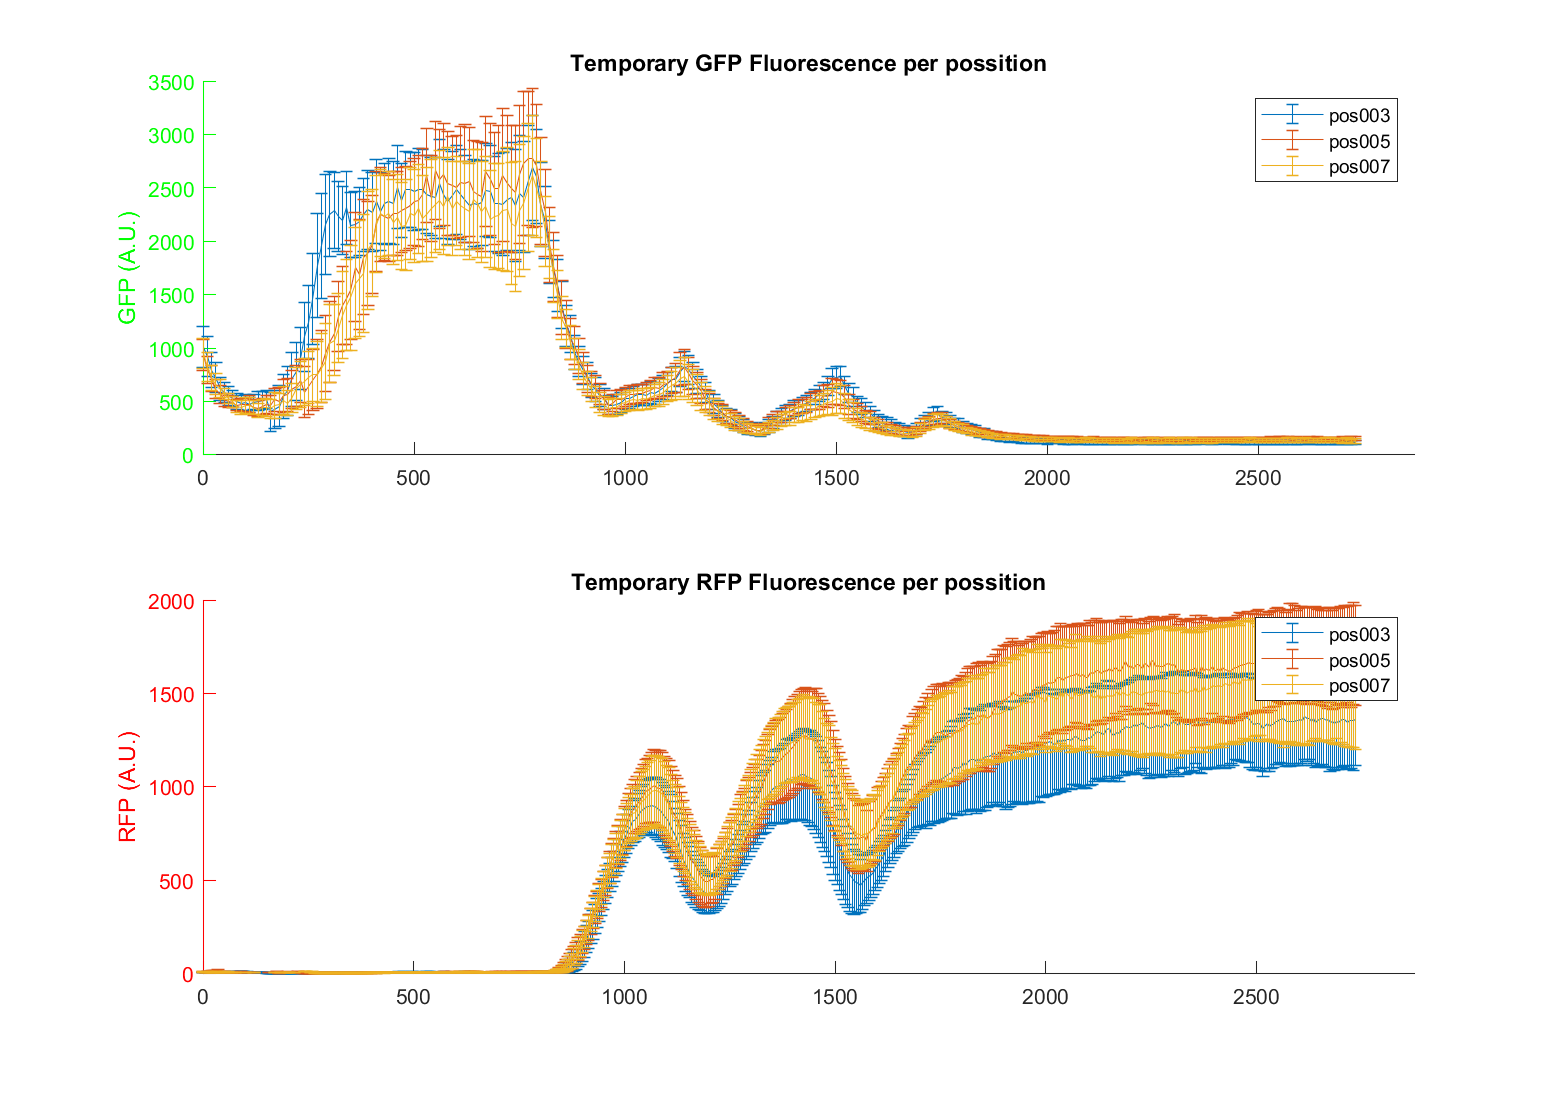 Temporary GFP Fluorescence per possition
3500
3000
2500
2000
1500
1000
500
0
GFP (A.U.)
0 500 1000 1500 2000 2500
pos003
pos005
pos007
Temporary RFP Fluorescence per possition
2000
1500
1000
500
0
RFP (A.U.)
0 500 1000 1500 2000 2500
pos003
pos005
pos007